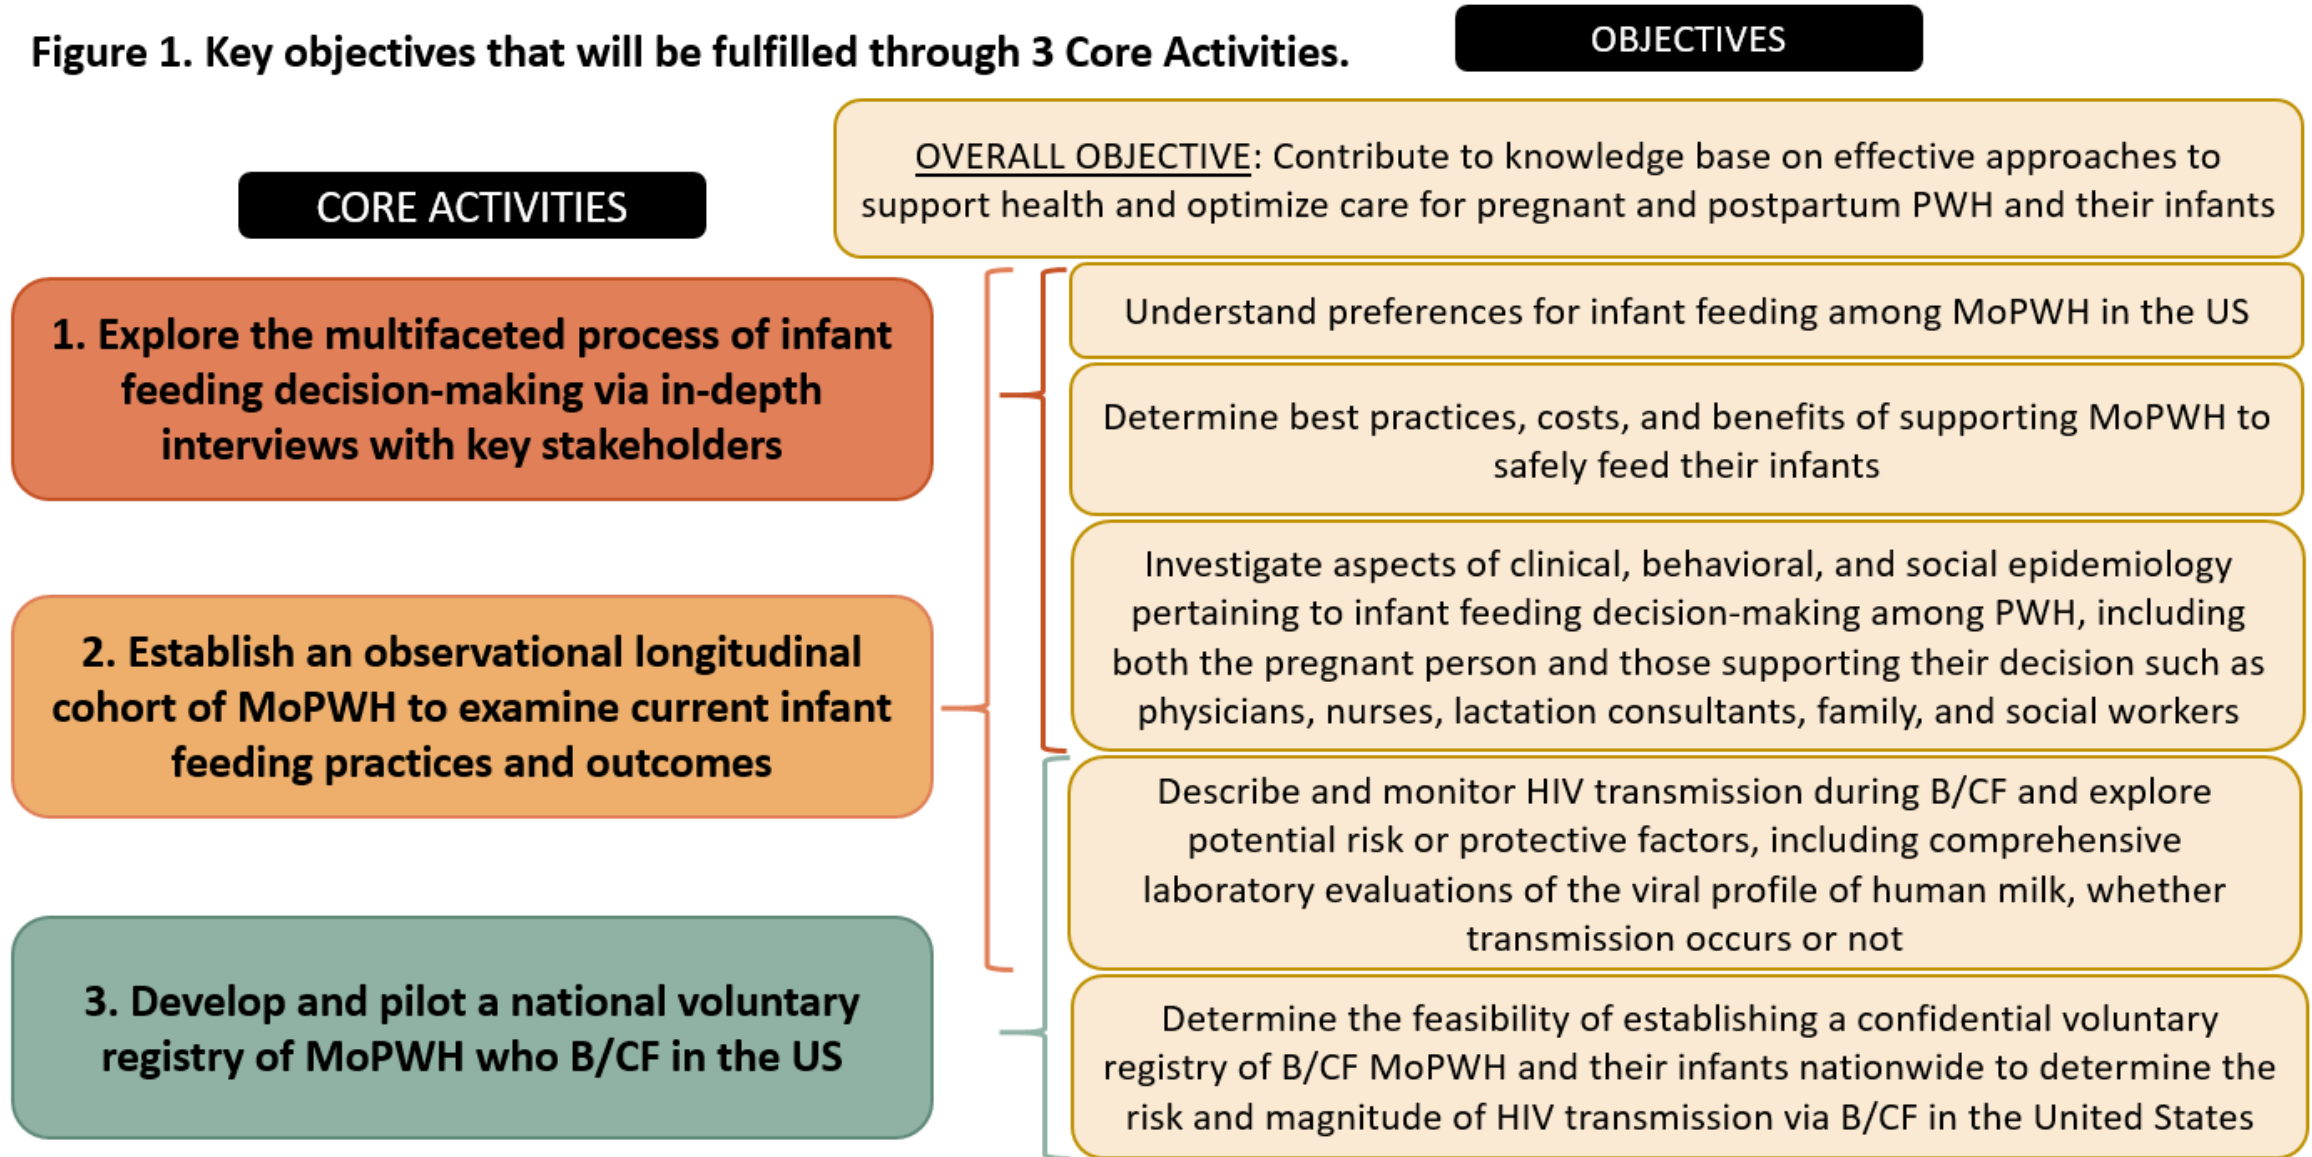 Figure 1. Key objectives that will be fulfilled through 3 Core Activities.
OBJECTIVES
OVERALL OBJECTIVE: Contribute to knowledge base on effective approaches to
support health and optimize care for pregnant and postpartum PWH and their infants
CORE ACTIVITIES
1. Explore the multifaceted process of infant
feeding decision-making via in-depth
interviews with key stakeholders
2. Establish an observational longitudinal
cohort of MoPWH to examine current infant
feeding practices and outcomes
3. Develop and pilot a national voluntary
registry of MoPWH who B/CF in the US
Understand preferences for infant feeding among MoPWH in the US
Determine best practices, costs, and benefits of supporting MoPWH to
safely feed their infants
Investigate aspects of clinical, behavioral, and social epidemiology
pertaining to infant feeding decision-making among PWH, including
both the pregnant person and those supporting their decision such as
physicians, nurses, lactation consultants, family, and social workers
Describe and monitor HIV transmission during B/CF and explore
potential risk or protective factors, including comprehensive
laboratory evaluations of the viral profile of human milk, whether
transmission occurs or not
Determine the feasibility of establishing a confidential voluntary
registry of B/CF MoPWH and their infants nationwide to determine the
risk and magnitude of HIV transmission via B/CF in the United States